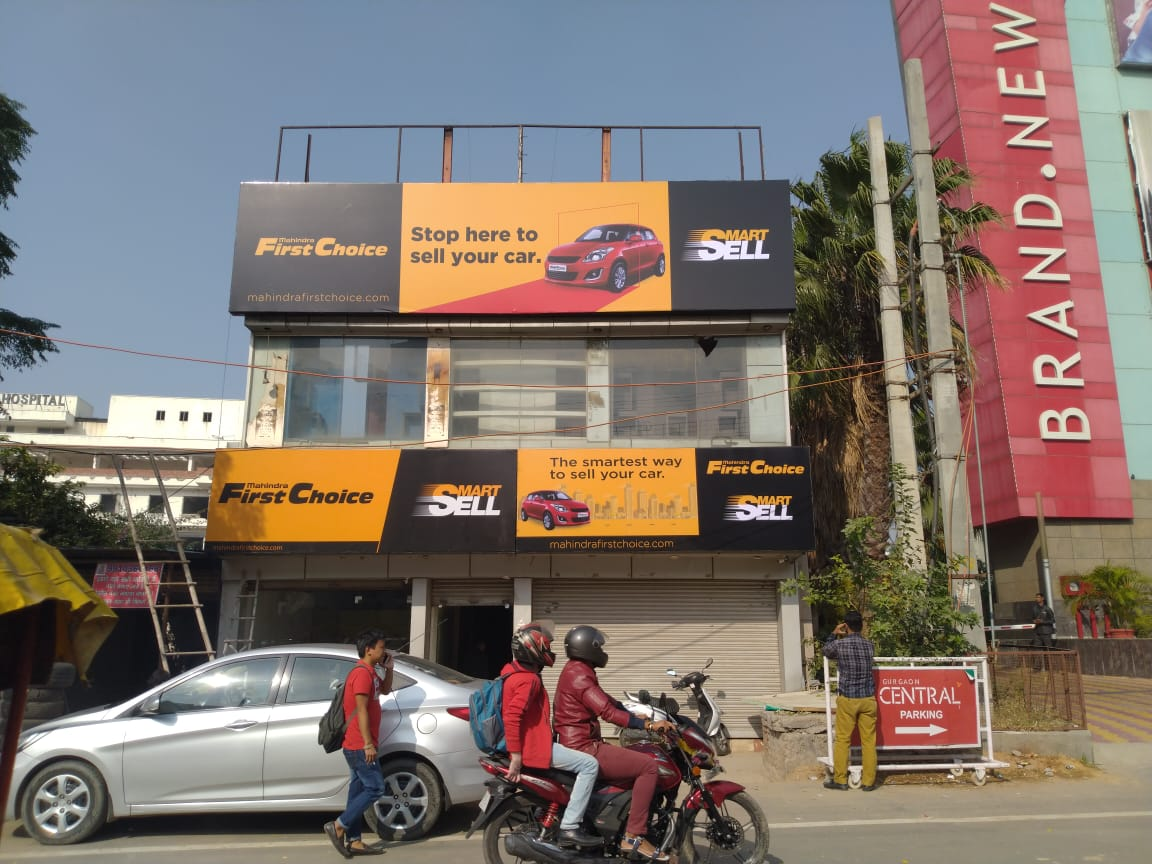 BRAND.NEW
Mahindra
First Choice
mahindrafirstchoice.com
Stop here to
sell your car.
SMART
SELL
HOSPITAL
Mahindra
First Choice
mahindrafirstchoice.com
SMART
SELL
The smartest way
to sell your car.
mahindrafirstchoice.com
Mahindra
First Choice
SMART
SELL
GURGAON
CENTRAL
PARKING